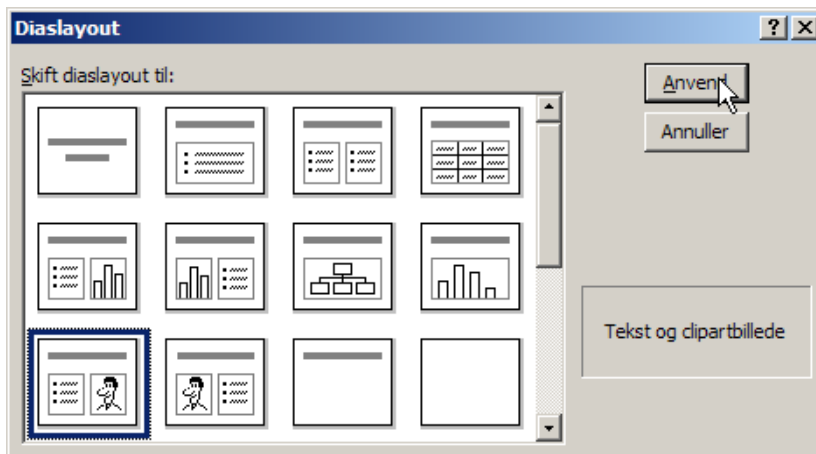 Diaslayout
Skift diaslayout til:
Anvend
Annuller
Tekst og clipartbillede